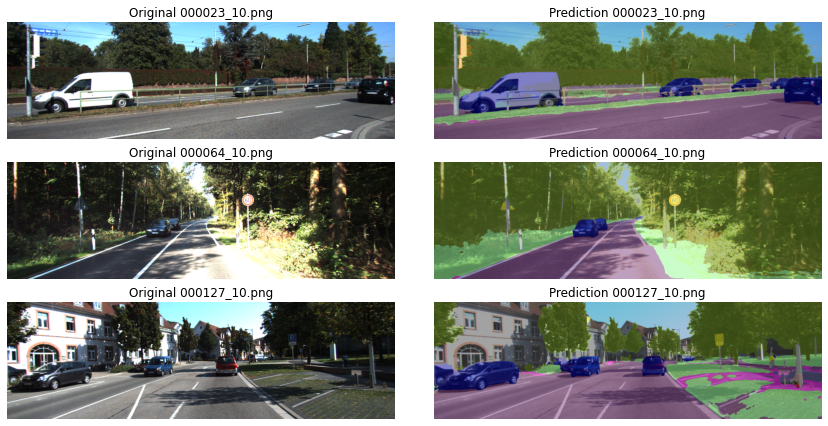 Original 000023_10.png
Prediction 000023_10.png
Original 000064_10.png
Prediction 000064_10.png
Original 000127_10.png
Prediction 000127_10.png